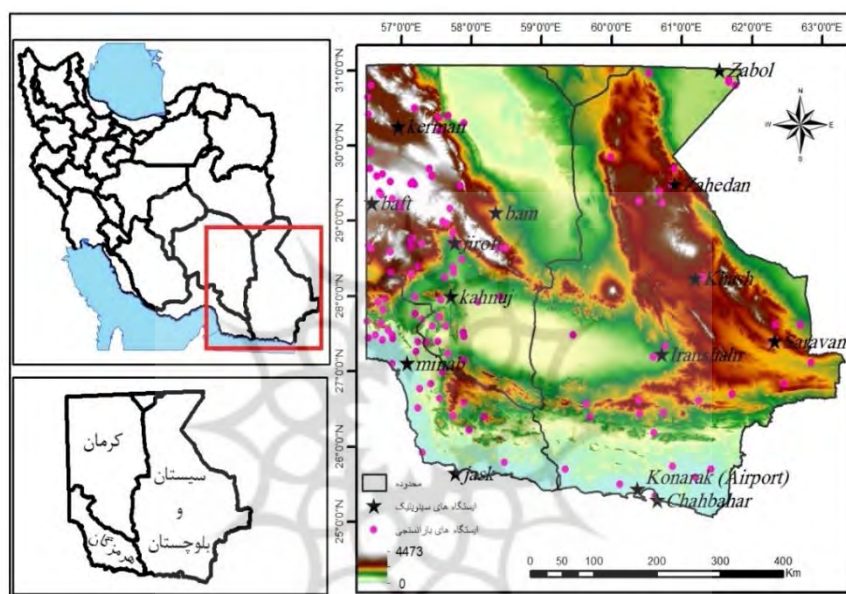 57°0'0"E 58°0'0"E 59°0'0"E 60°0'0"E 61°0'0"E 62°0'0"E 63°0'0"E
31°0'0"N
30°0'0"N
29°0'0"N
28°0'0"N
27°0'0"N
26°0'0"N
25°0'0"N
Zabol
kerman
Zahedan
baft
bam
jiroft
Khash
kahnuj
Saravan
Iranshahr
minab
jask
Konarak (Airport)
Chahbahar
N
W E
S
محدوده
ایستگاه های سینوپتیک
ایستگاه های بارانسنجی
4473
0
0 50 100 200 300 400
Km
کرمان
سیستان
و
بلوچستان
هرمزگان